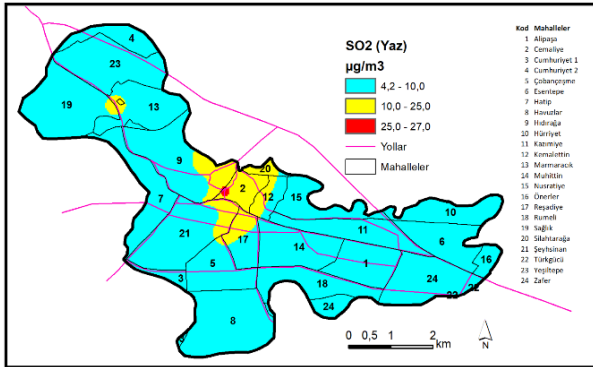 SO2 (Yaz)
µg/m3
4,2 - 10,0
10,0 - 25,0
25,0 - 27,0
Yollar
Mahalleler
Kod Mahalleler
1 Alipaşa
2 Cemaliye
3 Cumhuriyet 1
4 Cumhuriyet 2
5 Çobançeşme
6 Esentepe
7 Hatip
8 Havuzlar
9 Hıdırağa
10 Hürriyet
11 Kazımiye
12 Kemalettin
13 Marmaracık
14 Muhittin
15 Nusratiye
16 Önerler
17 Reşadiye
18 Rumeli
19 Sağlık
20 Silahtarağa
21 Şeyhsinan
22 Türkgücü
23 Yeşiltepe
24 Zafer
4
23
19
13
9
20
2
12
15
7
10
11
21
17
14
6
5
1
16
3
18
24
22
24
22
8
0 0,5 1 2
km
N